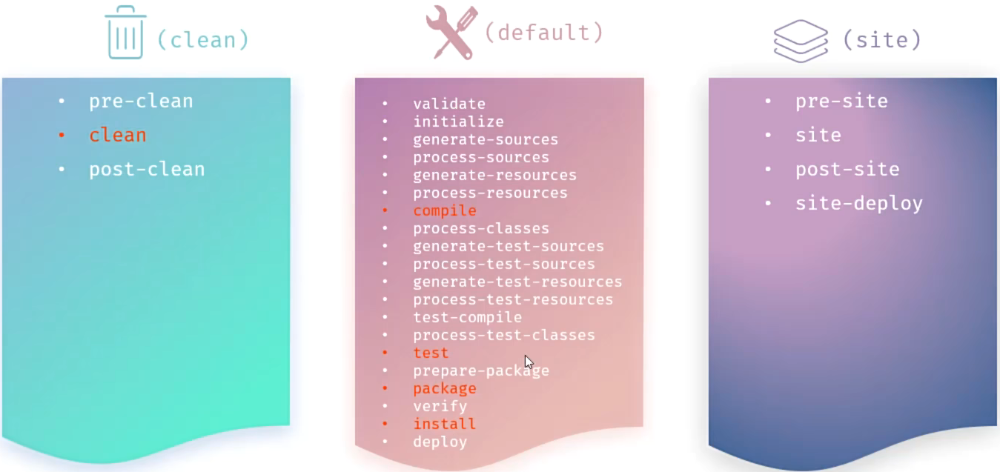 (clean)
• pre-clean
• clean
• post-clean
(default)
• validate
• initialize
• generate-sources
• process-sources
• generate-resources
• process-resources
• compile
• process-classes
• generate-test-sources
• process-test-sources
• generate-test-resources
• process-test-resources
• test-compile
• process-test-classes
• test
• prepare-package
• package
• verify
• install
• deploy
(site)
• pre-site
• site
• post-site
• site-deploy